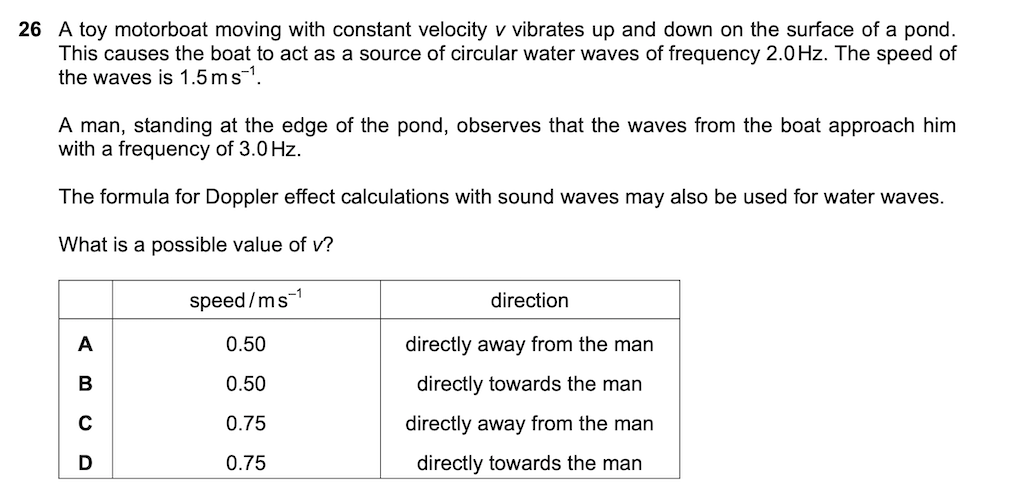 26 A toy motorboat moving with constant velocity v vibrates up and down on the surface of a pond.
This causes the boat to act as a source of circular water waves of frequency 2.0 Hz. The speed of
the waves is 1.5 m s⁻¹.
A man, standing at the edge of the pond, observes that the waves from the boat approach him
with a frequency of 3.0 Hz.
The formula for Doppler effect calculations with sound waves may also be used for water waves.
What is a possible value of v?
speed / m s⁻¹ direction
A 0.50 directly away from the man
B 0.50 directly towards the man
C 0.75 directly away from the man
D 0.75 directly towards the man